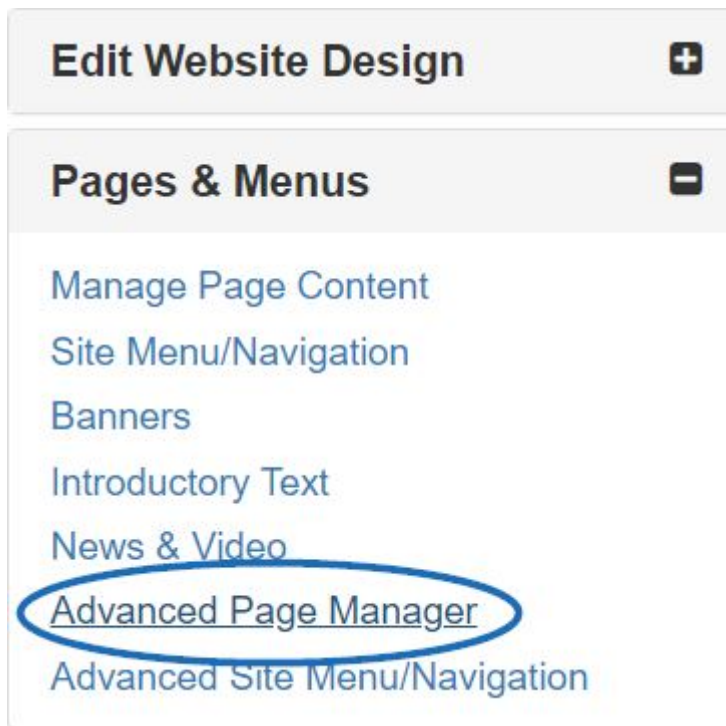 Edit Website Design
Pages & Menus
Manage Page Content
Site Menu/Navigation
Banners
Introductory Text
News & Video
Advanced Page Manager
Advanced Site Menu/Navigation